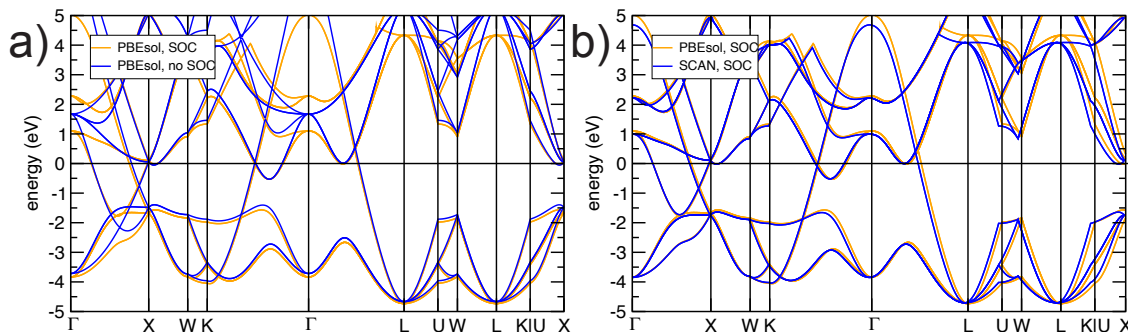 a)
PBEsol, SOC
PBEsol, no SOC
energy (eV)
5
4
3
2
1
0
-1
-2
-3
-4
-5
Γ X W K Γ L U W L K|U X
b)
PBEsol, SOC
SCAN, SOC
energy (eV)
5
4
3
2
1
0
-1
-2
-3
-4
-5
Γ X W K Γ L U W L K|U X